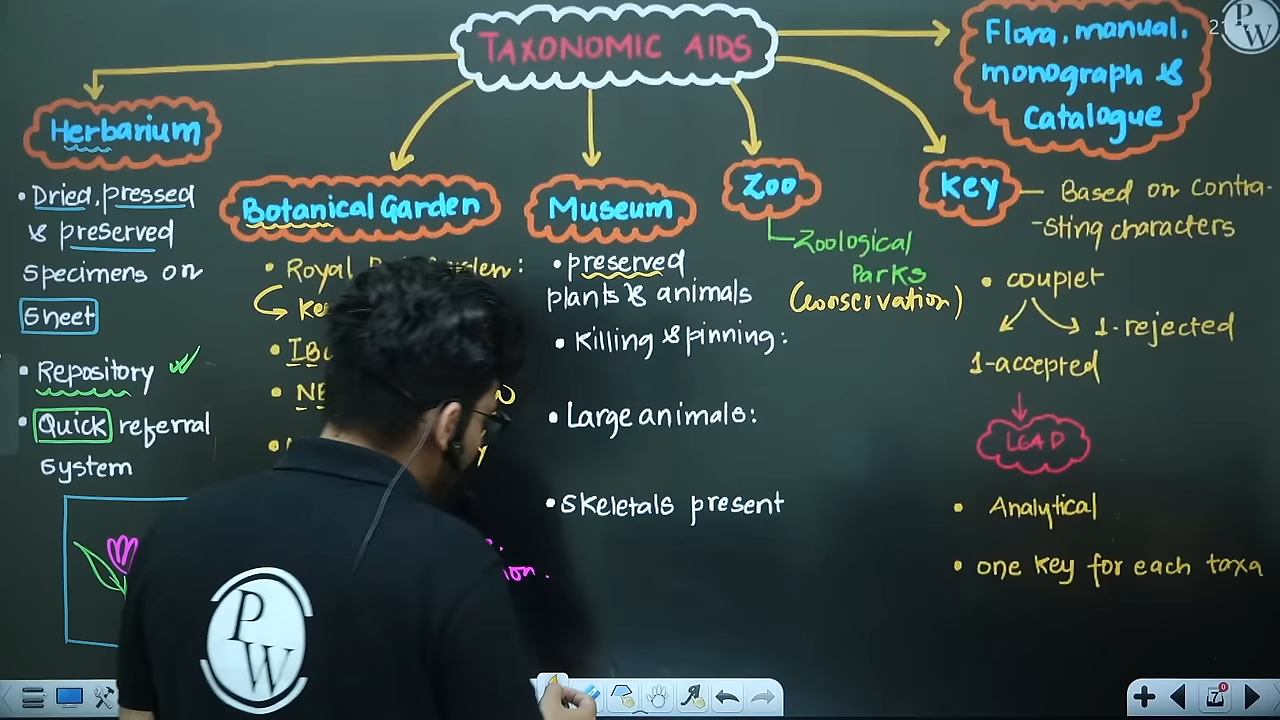 TAXONOMIC AIDS
Flora, manual,
monograph &
Catalogue
PW
Herbarium
• Dried, pressed
& preserved
specimens on
Sheet
• Repository
• Quick referral
system
Botanical Garden
• Royal
Museum
• preserved
plants & animals
• Killing & pinning:
• Large animals:
• Skeletals present
Zoo
Zoological
Parks
(conservation)
Key
Based on Contra-
-sting characters
• couplet
1-rejected
1-accepted
LEAD
• Analytical
• one key for each taxa
PW